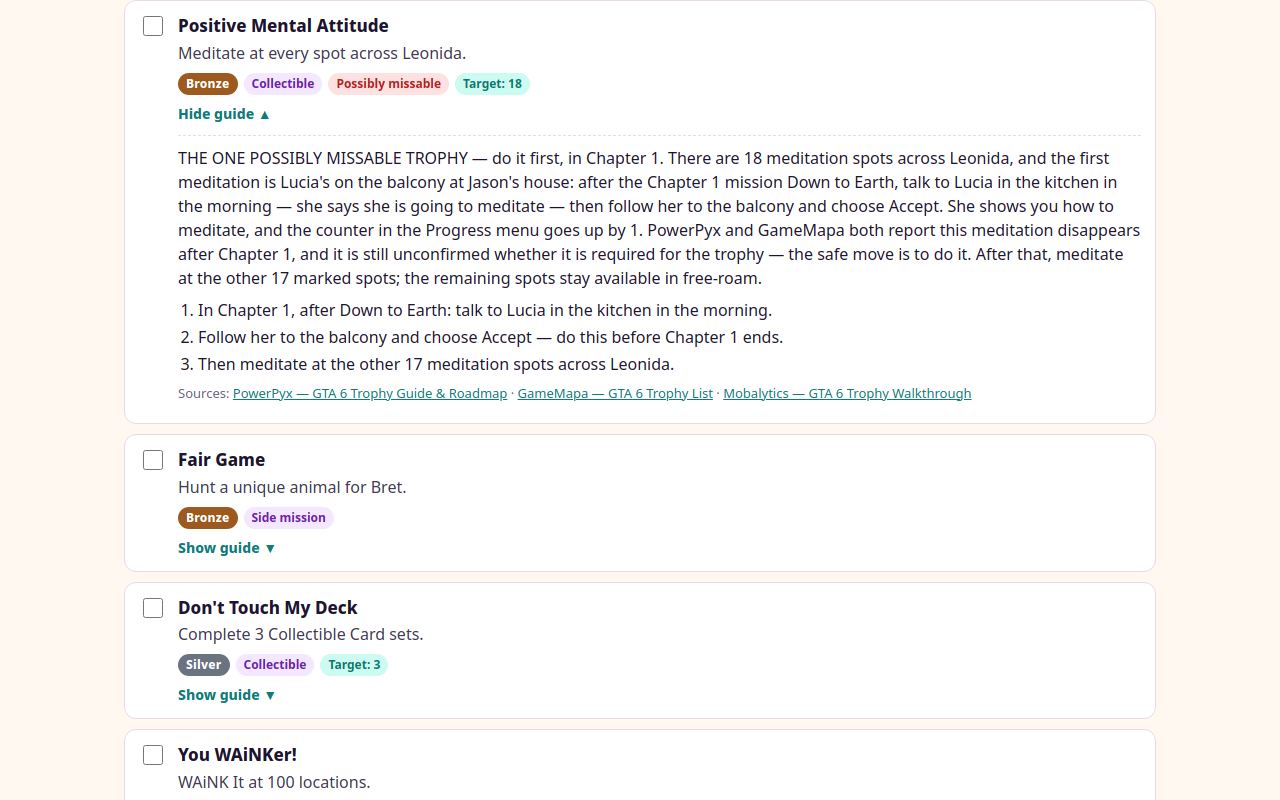 Positive Mental Attitude
Meditate at every spot across Leonida.
Bronze Collectible Possibly missable Target: 18
Hide guide ▲
THE ONE POSSIBLY MISSABLE TROPHY — do it first, in Chapter 1. There are 18 meditation spots across Leonida, and the first
meditation is Lucia's on the balcony at Jason's house: after the Chapter 1 mission Down to Earth, talk to Lucia in the kitchen in
the morning — she says she is going to meditate — then follow her to the balcony and choose Accept. She shows you how to
meditate, and the counter in the Progress menu goes up by 1. PowerPyx and GameMapa both report this meditation disappears
after Chapter 1, and it is still unconfirmed whether it is required for the trophy — the safe move is to do it. After that, meditate
at the other 17 marked spots; the remaining spots stay available in free-roam.
1. In Chapter 1, after Down to Earth: talk to Lucia in the kitchen in the morning.
2. Follow her to the balcony and choose Accept — do this before Chapter 1 ends.
3. Then meditate at the other 17 meditation spots across Leonida.
Sources: PowerPyx — GTA 6 Trophy Guide & Roadmap · GameMapa — GTA 6 Trophy List · Mobalytics — GTA 6 Trophy Walkthrough
Fair Game
Hunt a unique animal for Bret.
Bronze Side mission
Show guide ▼
Don't Touch My Deck
Complete 3 Collectible Card sets.
Silver Collectible Target: 3
Show guide ▼
You WAiNKer!
WAiNK It at 100 locations.